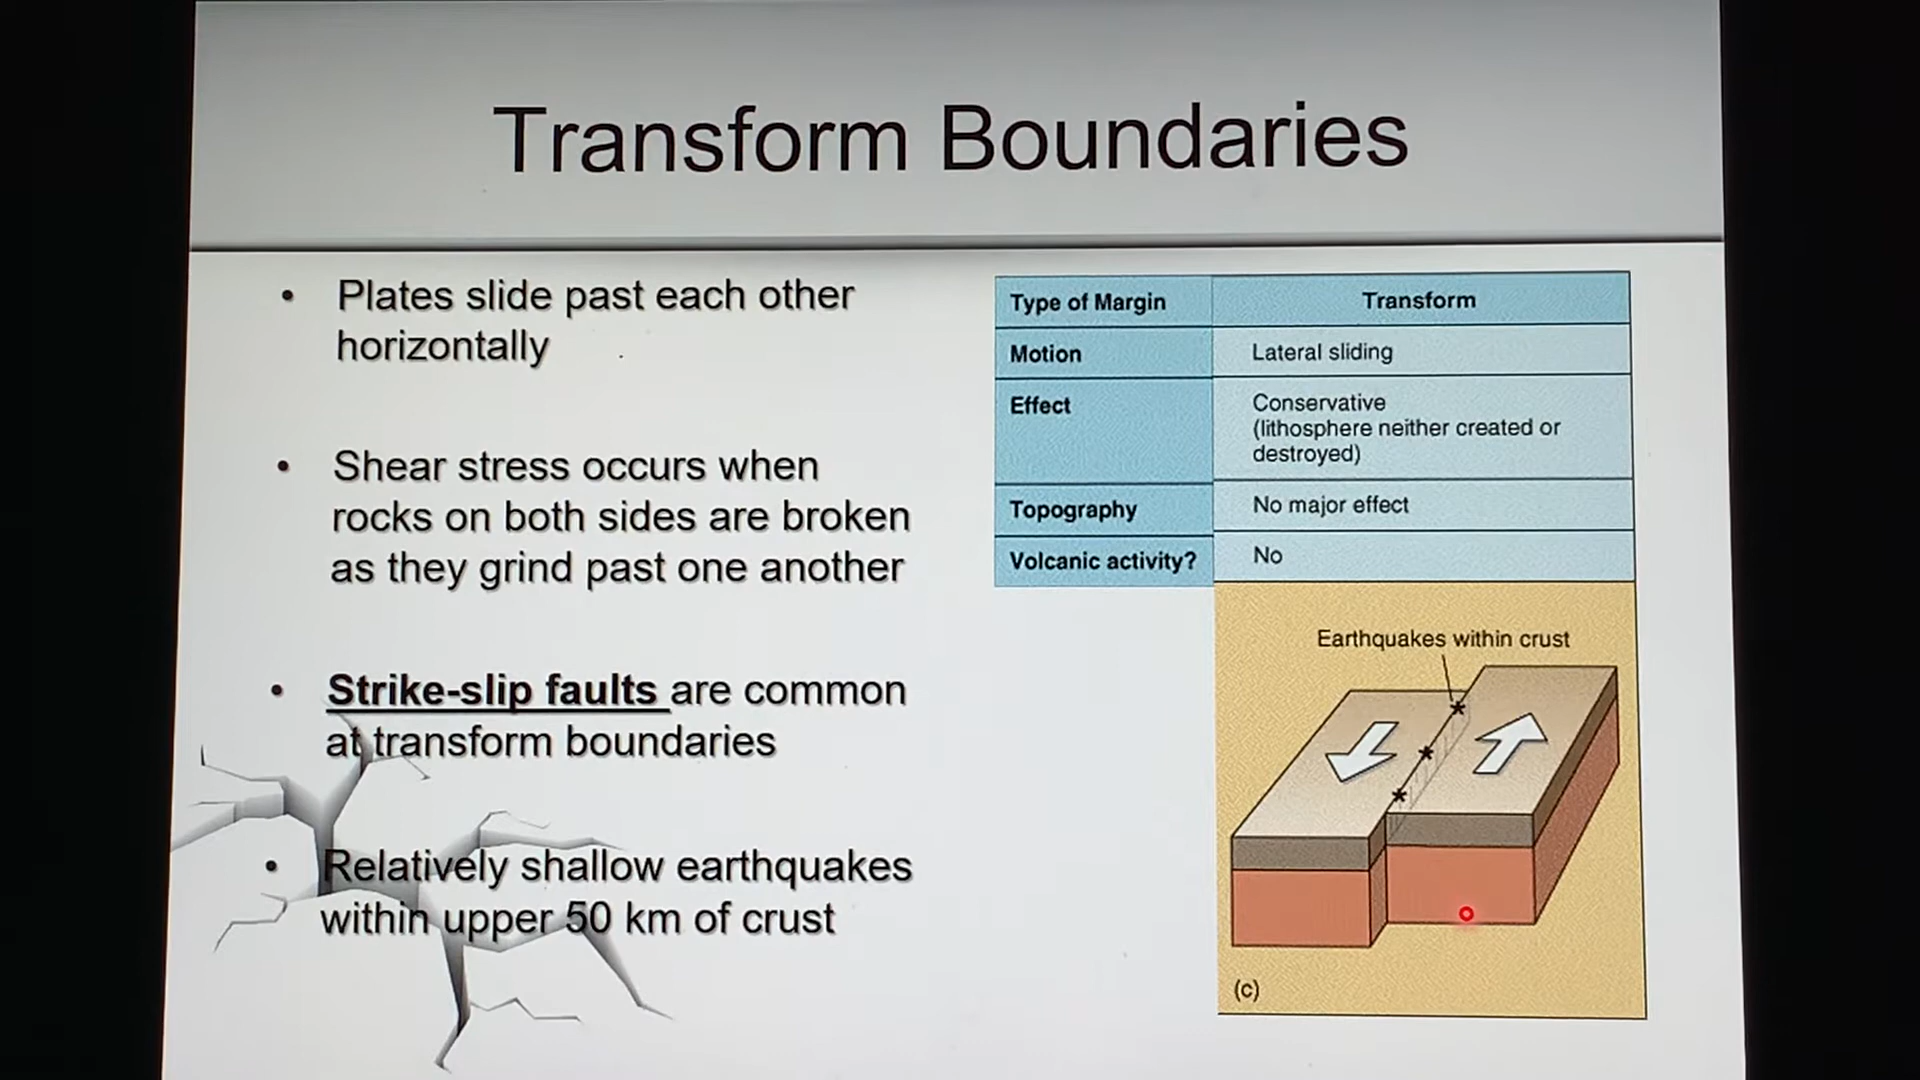 Transform Boundaries
• Plates slide past each other
horizontally
• Shear stress occurs when
rocks on both sides are broken
as they grind past one another
• Strike-slip faults are common
at transform boundaries
• Relatively shallow earthquakes
within upper 50 km of crust
Type of Margin Transform
Motion Lateral sliding
Effect Conservative
(lithosphere neither created or
destroyed)
Topography No major effect
Volcanic activity? No
Earthquakes within crust
(c)